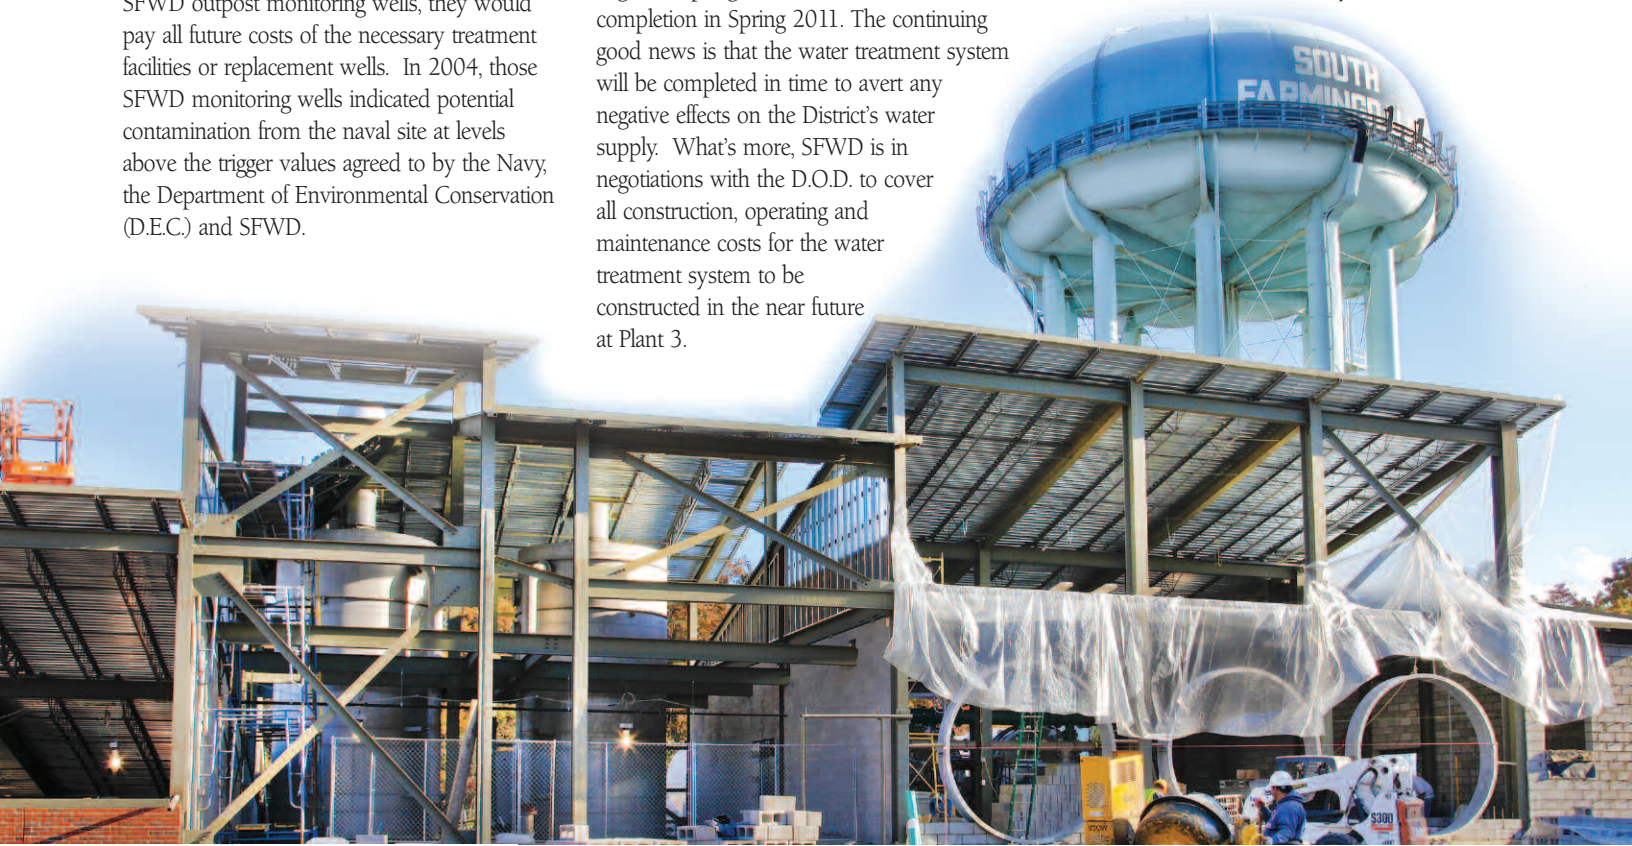 SFWD outpost monitoring wells, they would
pay all future costs of the necessary treatment
facilities or replacement wells.  In 2004, those
SFWD monitoring wells indicated potential
contamination from the naval site at levels
above the trigger values agreed to by the Navy,
the Department of Environmental Conservation
(D.E.C.) and SFWD.
completion in Spring 2011. The continuing
good news is that the water treatment system
will be completed in time to avert any
negative effects on the District's water
supply.  What's more, SFWD is in
negotiations with the D.O.D. to cover
all construction, operating and
maintenance costs for the water
treatment system to be
constructed in the near future
at Plant 3.
SOUTH
S300